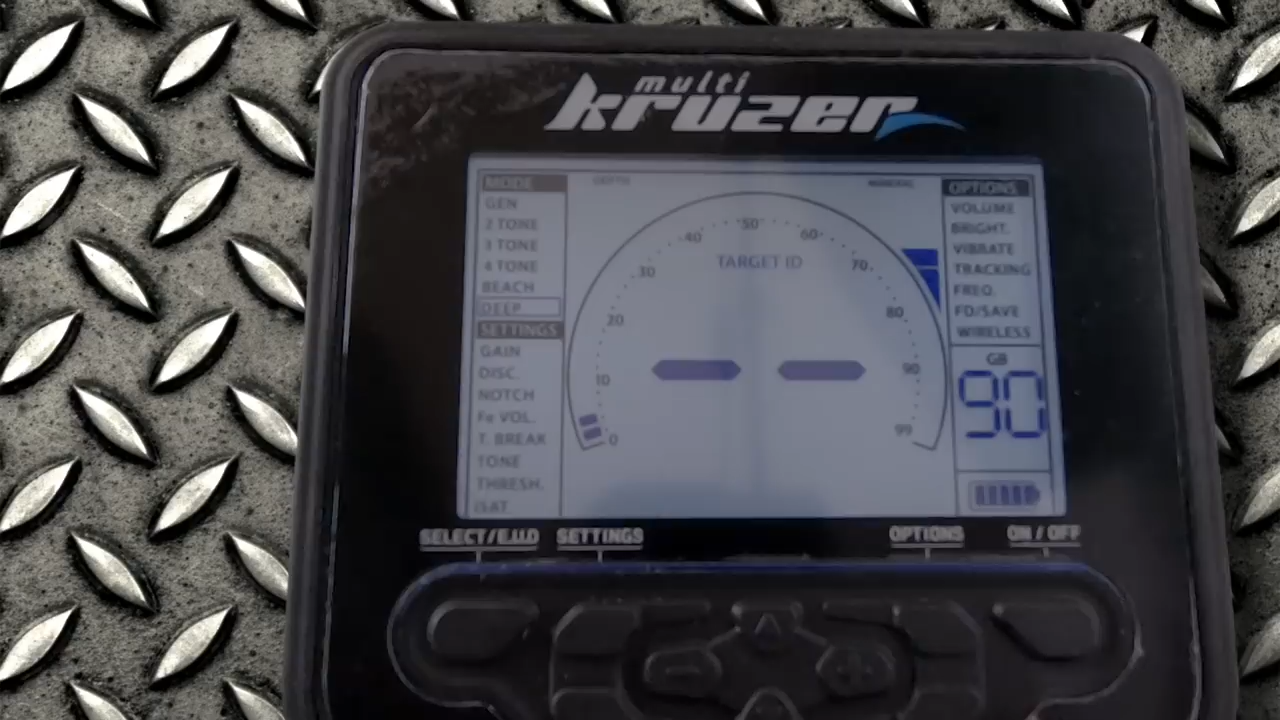 multi
kruzer
MODE
GEN
2 TONE
3 TONE
4 TONE
BEACH
DEEP
SETTINGS
GAIN
DISC.
NOTCH
Fe VOL.
T. BREAK
TONE
THRESH.
iSAT
DEPTH
MINERAL
0
10
20
30
40
50
60
70
80
90
99
TARGET ID
-- 
OPTIONS
VOLUME
BRIGHT.
VIBRATE
TRACKING
FREQ.
FD/SAVE
WIRELESS
GB
90
SELECT/E.U.D
SETTINGS
OPTIONS
ON / OFF